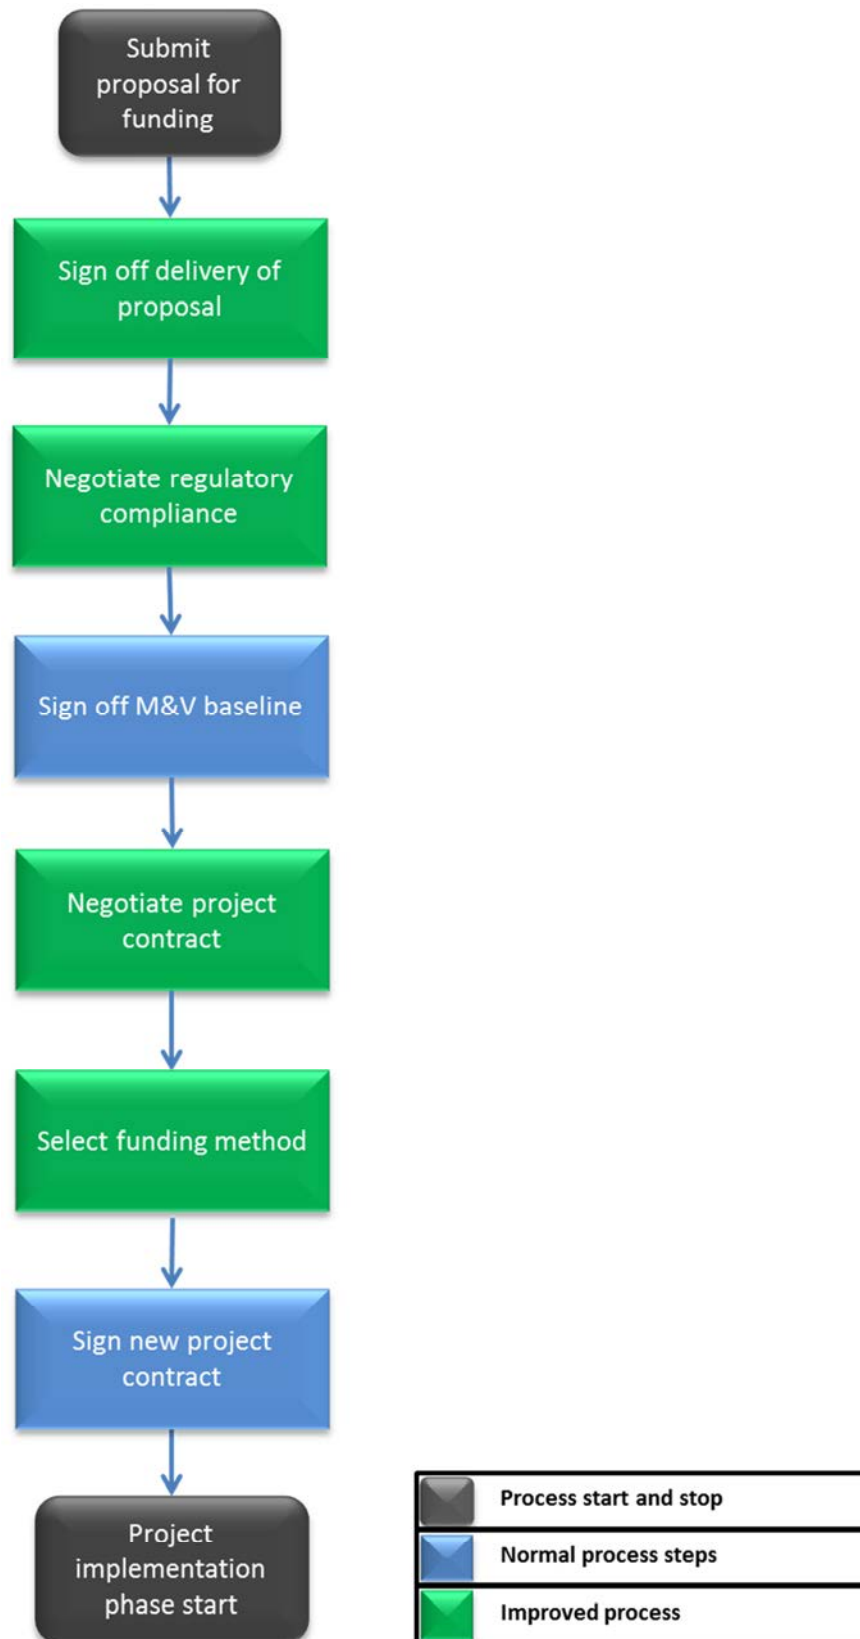 Submit
proposal for
funding
Sign off delivery of
proposal
Negotiate regulatory
compliance
Sign off M&V baseline
Negotiate project
contract
Select funding method
Sign new project
contract
Project
implementation
phase start
Process start and stop
Normal process steps
Improved process